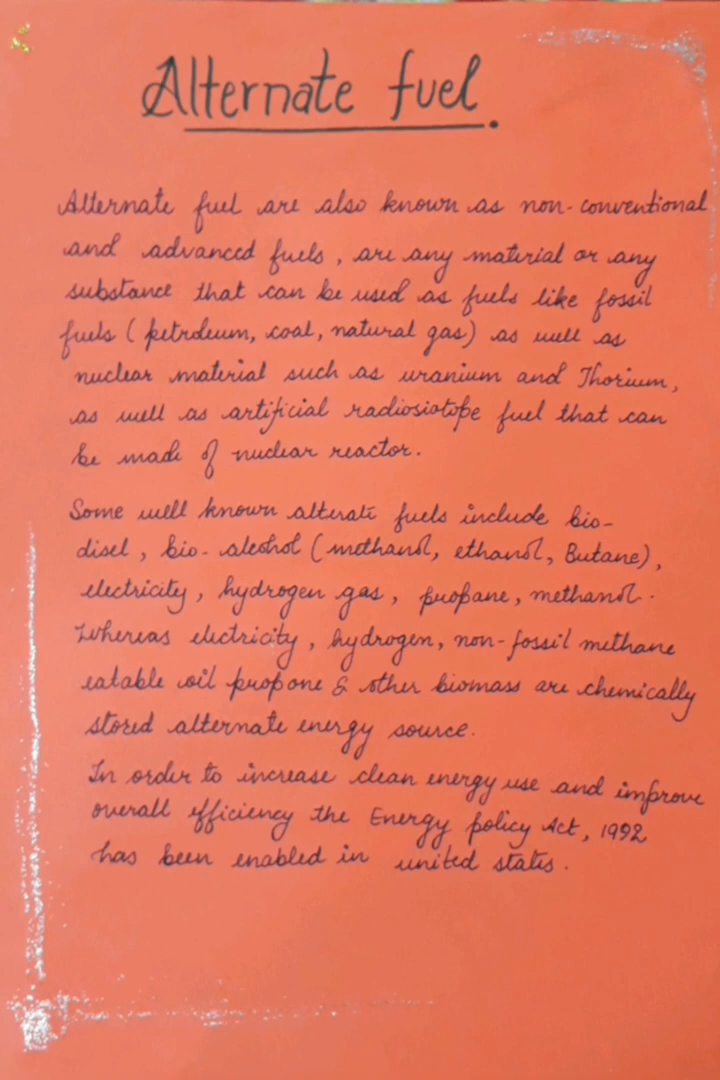 Alternate fuel.
Alternate fuel are also known as non-conventional
and advanced fuels, are any material or any
substance that can be used as fuels like fossil
fuels (petroleum, coal, natural gas) as well as
nuclear material such as uranium and Thorium,
as well as artificial radiosiotope fuel that can
be made of nuclear reactor.
Some well known alterate fuels include bio-
disel, bio-alcohol (methanol, ethanol, Butane),
electricity, hydrogen gas, propane, methanol.
Whereas electricity, hydrogen, non-fossil methane
eatable oil propone & other biomass are chemically
stored alternate energy source.
In order to increase clean energy use and improve
overall efficiency the Energy policy Act, 1992
has been enabled in united states.